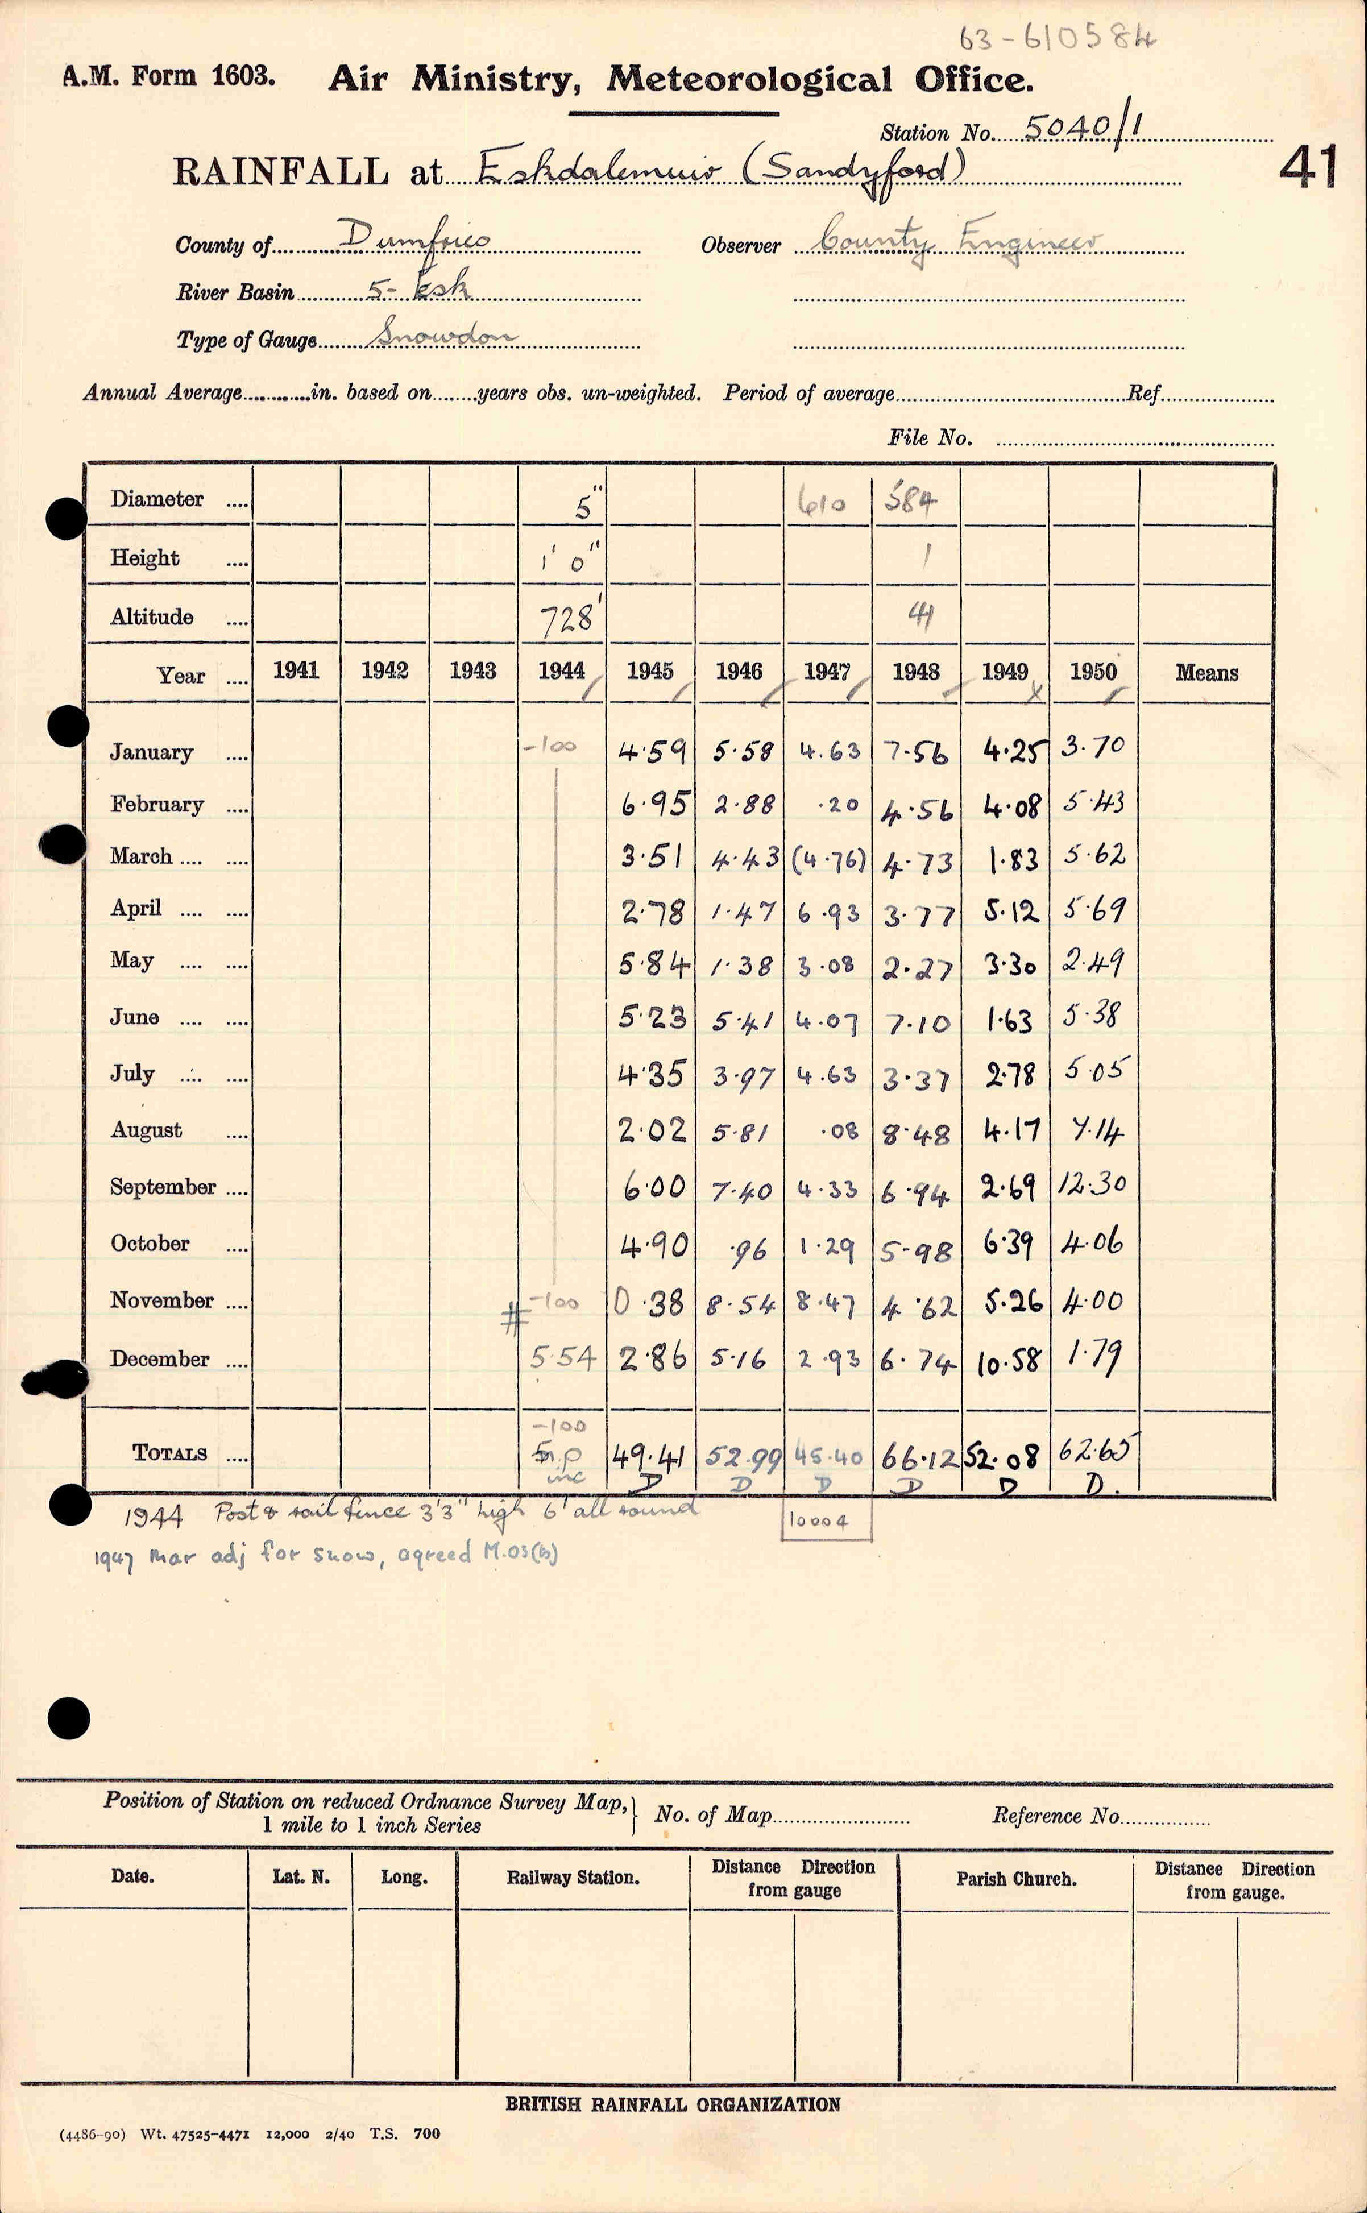 63-610584
A.M. Form 1603. Air Ministry, Meteorological Office.
Station No. 5040/1
RAINFALL at Eskdalemuir (Sandyford) 41
County of Dumfries Observer County Engineer
River Basin 5- Esk
Type of Gauge Snowdon
Annual Average............in. based on........years obs. un-weighted. Period of average.......... Ref..........
File No. ..........
Diameter .... 5" 610 584
Height .... 1' 0" 1
Altitude .... 728' 41
Year .... 1941 1942 1943 1944 1945 1946 1947 1948 1949 1950 Means
January .... -100 4.59 5.58 4.63 7.56 4.25 3.70
February .... 6.95 2.88 .20 4.56 4.08 5.43
March .... .... 3.51 4.43 (4.76) 4.73 1.83 5.62
April .... .... 2.78 1.47 6.93 3.77 5.12 5.69
May .... .... 5.84 1.38 3.08 2.27 3.30 2.49
June .... .... 5.23 5.41 4.07 7.10 1.63 5.38
July .... .... 4.35 3.97 4.63 3.37 2.78 5.05
August .... 2.02 5.81 .08 8.48 4.17 7.14
September .... 6.00 7.40 4.33 6.94 2.69 12.30
October .... 4.90 .96 1.29 5.98 6.39 4.06
November .... # -100 0.38 8.54 8.47 4.62 5.26 4.00
December .... 5.54 2.86 5.16 2.93 6.74 10.58 1.79
-100
TOTALS .... 49.41 52.99 45.40 66.12 52.08 62.65
inc D D D D D D.
1944 Post & rail fence 3'3" high 6' all round 10004
1947 Mar adj for snow, agreed M.O3(b)
Position of Station on reduced Ordnance Survey Map, } No. of Map.......... Reference No..........
1 mile to 1 inch Series
Date. Lat. N. Long. Railway Station. Distance Direction from gauge Parish Church. Distance Direction from gauge.
BRITISH RAINFALL ORGANIZATION
(4486-90) Wt. 47525-4471 12,000 2/40 T.S. 700